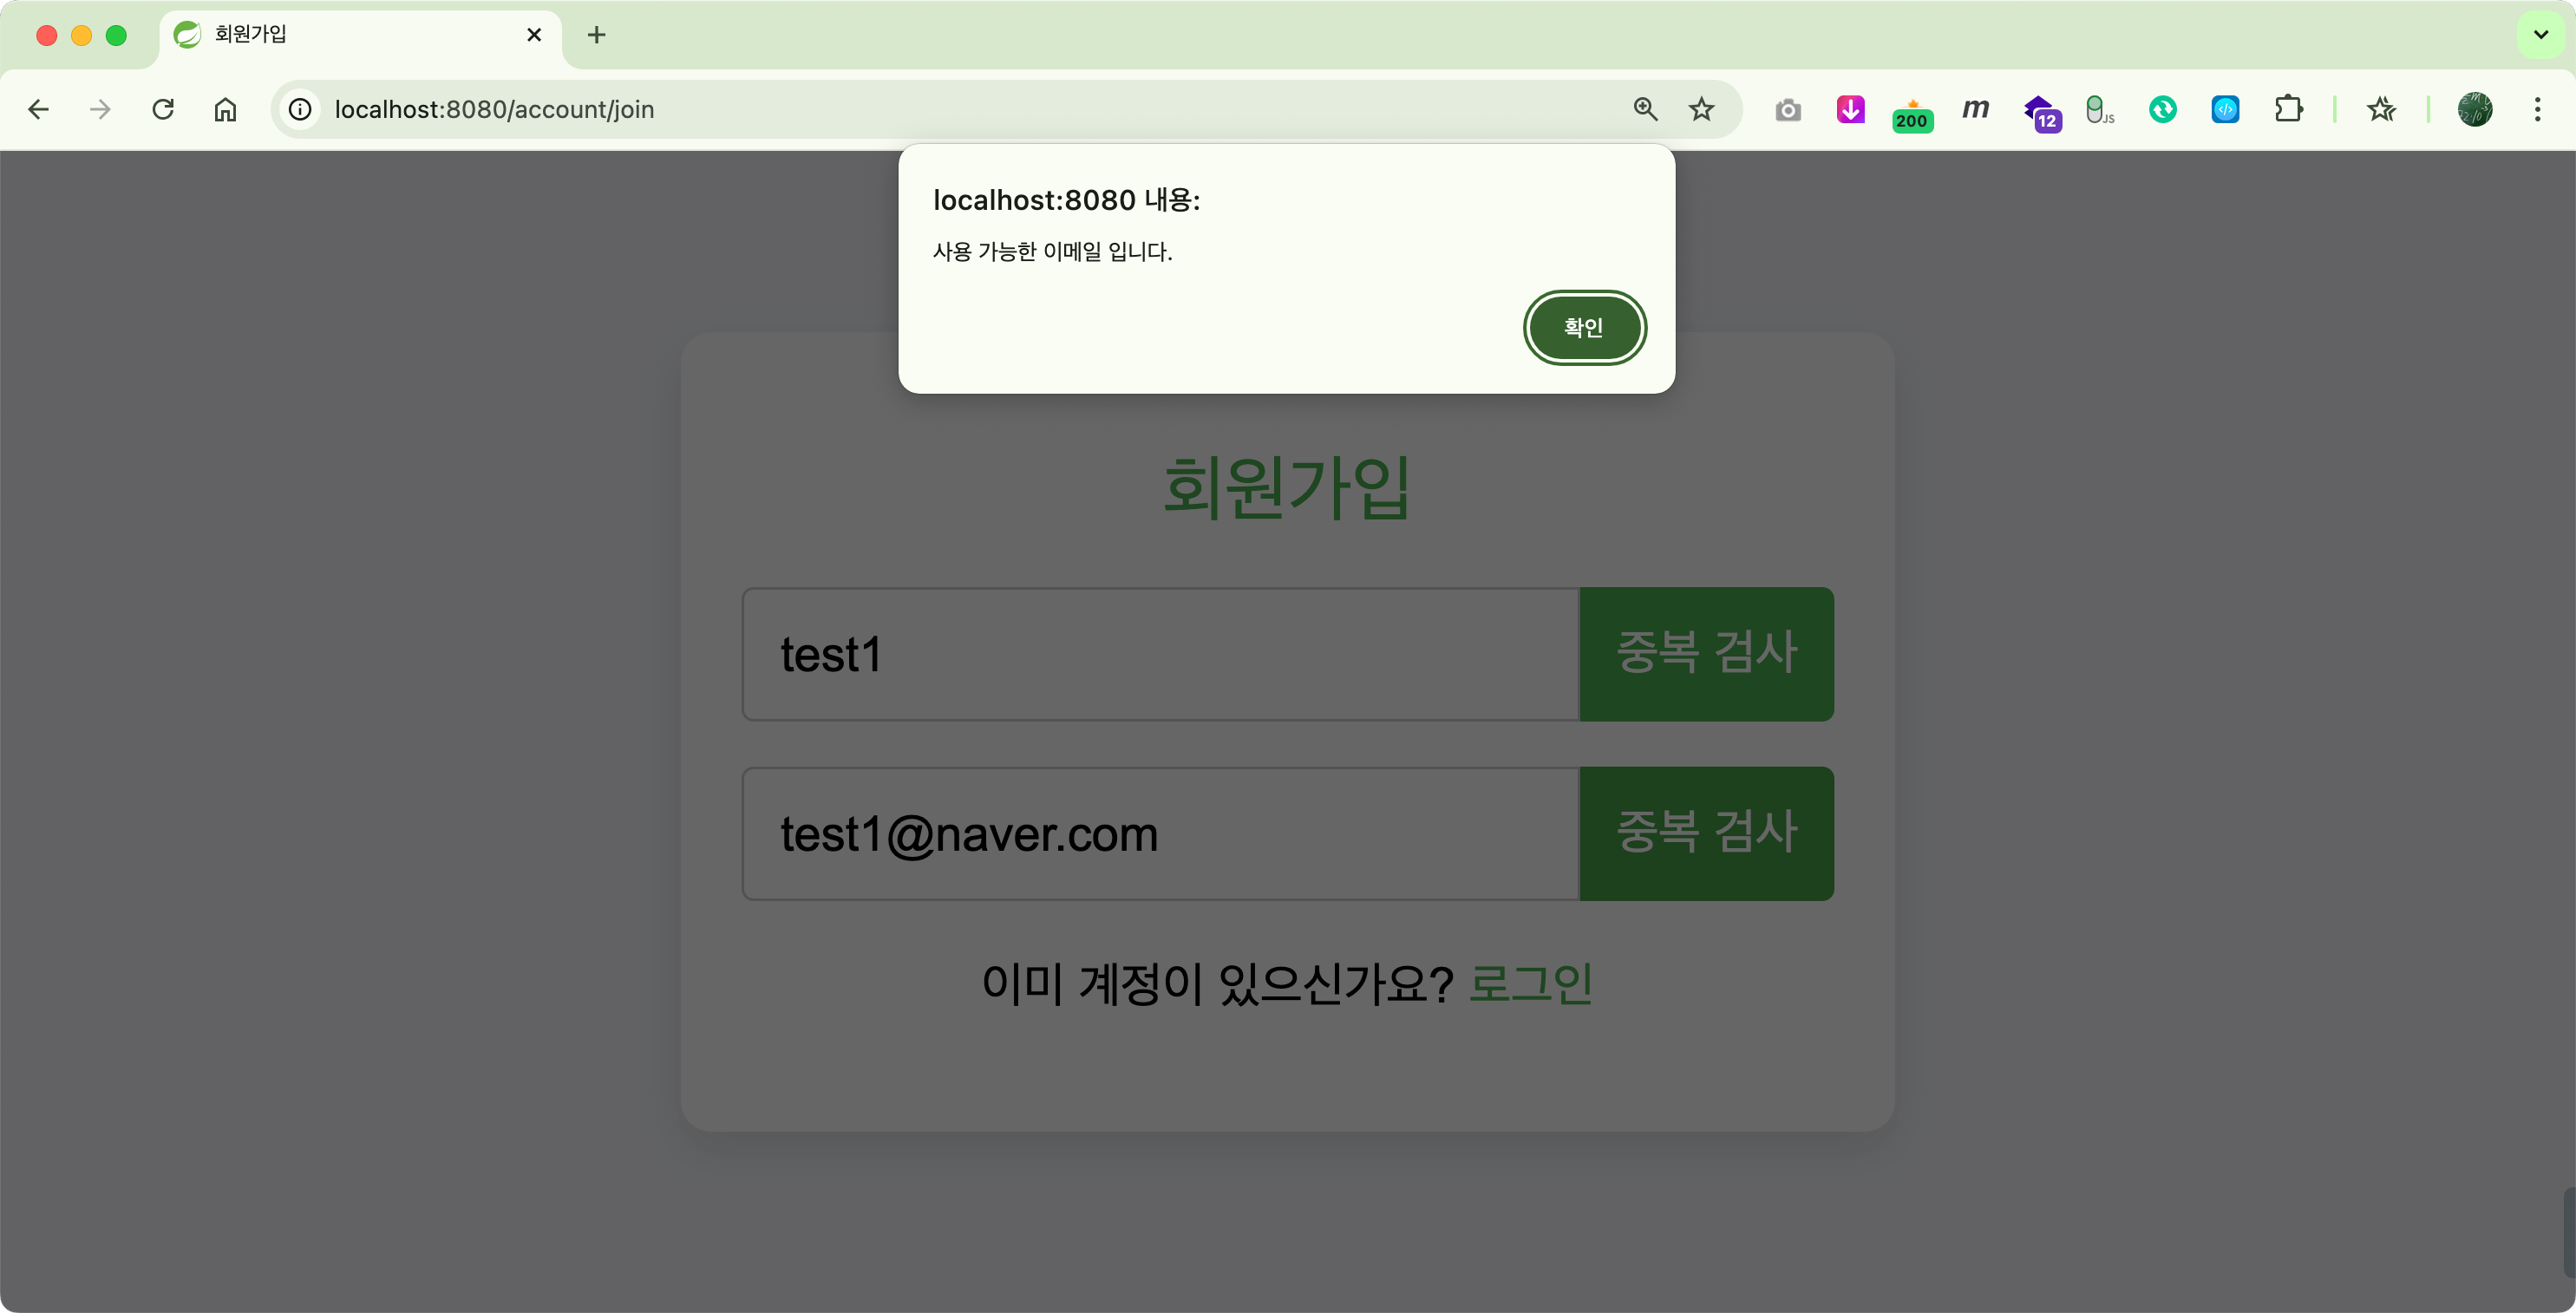 회원가입
localhost:8080/account/join
200
m
12
JS
localhost:8080 내용:
사용 가능한 이메일 입니다.
확인
회원가입
test1
중복 검사
test1@naver.com
중복 검사
이미 계정이 있으신가요? 로그인